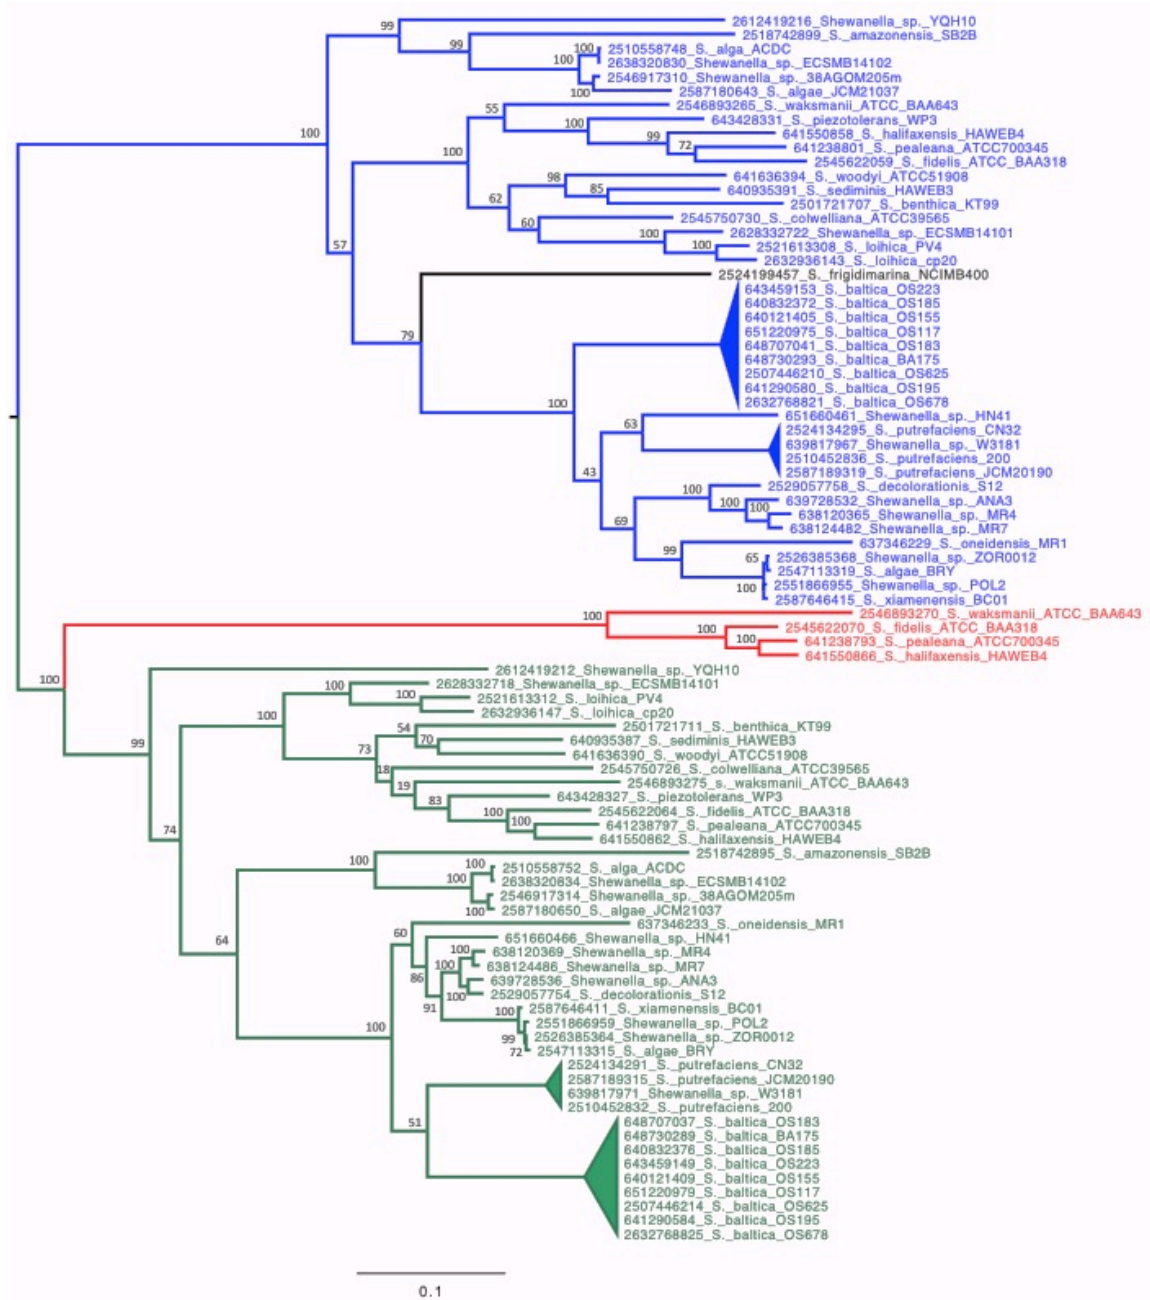 99
2612419216_Shewanella_sp._YQH10
99
2518742899_S._amazonensis_SB2B
100
2510558748_S._alga_ACDC
100
2638320830_Shewanella_sp._ECSMB14102
2546917310_Shewanella_sp._38AGOM205m
100
2587180643_S._algae_JCM21037
55
2546893265_S._waksmanii_ATCC_BAA643
100
643428331_S._piezotolerans_WP3
100
99
641550858_S._halifaxensis_HAWEB4
72
641238801_S._pealeana_ATCC700345
100
2545622059_S._fidelis_ATCC_BAA318
98
641636394_S._woodyi_ATCC51908
85
640935391_S._sediminis_HAWEB3
62
2501721707_S._benthica_KT99
60
2545750730_S._colwelliana_ATCC39565
100
2628332722_Shewanella_sp._ECSMB14101
57
100
2521613308_S._loihica_PV4
2632936143_S._loihica_cp20
2524199457_S._frigidimarina_NCIMB400
643459153_S._baltica_OS223
640832372_S._baltica_OS185
640121405_S._baltica_OS155
651220975_S._baltica_OS117
79
648707041_S._baltica_OS183
648730293_S._baltica_BA175
2507446210_S._baltica_OS625
641290580_S._baltica_OS195
100
2632768821_S._baltica_OS678
63
651660461_Shewanella_sp._HN41
2524134295_S._putrefaciens_CN32
639817967_Shewanella_sp._W3181
2510452836_S._putrefaciens_200
43
2587189319_S._putrefaciens_JCM20190
100
2529057758_S._decolorationis_S12
100
639728532_Shewanella_sp._ANA3
100
638120365_Shewanella_sp._MR4
69
638124482_Shewanella_sp._MR7
99
637346229_S._oneidensis_MR1
65
2526385368_Shewanella_sp._ZOR0012
2547113319_S._algae_BRY
100
2551866955_Shewanella_sp._POL2
2587646415_S._xiamenensis_BC01
100
2546893270_S._waksmanii_ATCC_BAA643
100
2545622070_S._fidelis_ATCC_BAA318
100
641238793_S._pealeana_ATCC700345
641550866_S._halifaxensis_HAWEB4
100
2612419212_Shewanella_sp._YQH10
100
2628332718_Shewanella_sp._ECSMB14101
100
2521613312_S._loihica_PV4
100
2632936147_S._loihica_cp20
54
2501721711_S._benthica_KT99
99
70
640935387_S._sediminis_HAWEB3
73
641636390_S._woodyi_ATCC51908
18
2545750726_S._colwelliana_ATCC39565
19
2546893275_s._waksmanii_ATCC_BAA643
83
643428327_S._piezotolerans_WP3
100
2545622064_S._fidelis_ATCC_BAA318
74
100
641238797_S._pealeana_ATCC700345
641550862_S._halifaxensis_HAWEB4
100
2518742895_S._amazonensis_SB2B
100
2510558752_S._alga_ACDC
100
2638320834_Shewanella_sp._ECSMB14102
2546917314_Shewanella_sp._38AGOM205m
100
2587180650_S._algae_JCM21037
637346233_S._oneidensis_MR1
64
60
651660466_Shewanella_sp._HN41
100
638120369_Shewanella_sp._MR4
100
638124486_Shewanella_sp._MR7
86
639728536_Shewanella_sp._ANA3
100
2529057754_S._decolorationis_S12
91
100
2587646411_S._xiamenensis_BC01
100
2551866959_Shewanella_sp._POL2
99
2526385364_Shewanella_sp._ZOR0012
72
2547113315_S._algae_BRY
2524134291_S._putrefaciens_CN32
2587189315_S._putrefaciens_JCM20190
639817971_Shewanella_sp._W3181
2510452832_S._putrefaciens_200
51
648707037_S._baltica_OS183
648730289_S._baltica_BA175
640832376_S._baltica_OS185
643459149_S._baltica_OS223
640121409_S._baltica_OS155
651220979_S._baltica_OS117
2507446214_S._baltica_OS625
641290584_S._baltica_OS195
2632768825_S._baltica_OS678
0.1